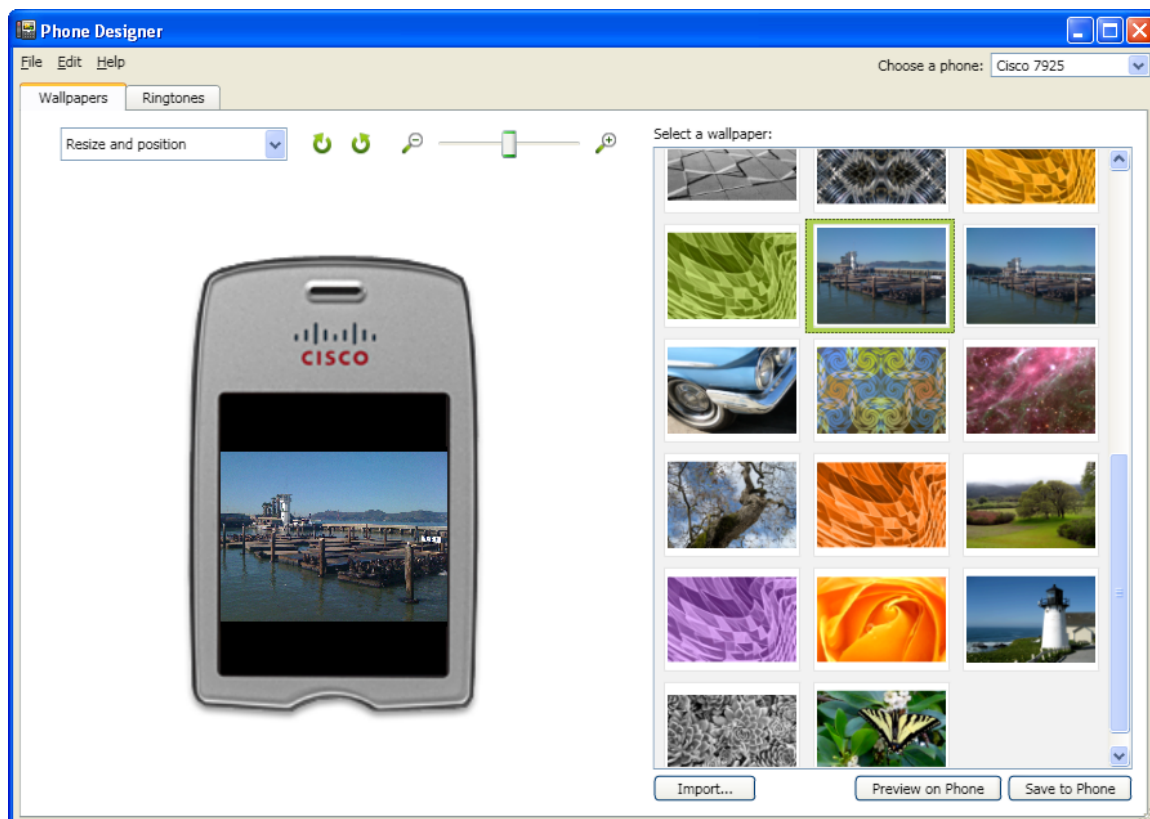 Phone Designer
File Edit Help
Choose a phone: Cisco 7925
Wallpapers Ringtones
Resize and position
Select a wallpaper:
CISCO
Import...
Preview on Phone
Save to Phone